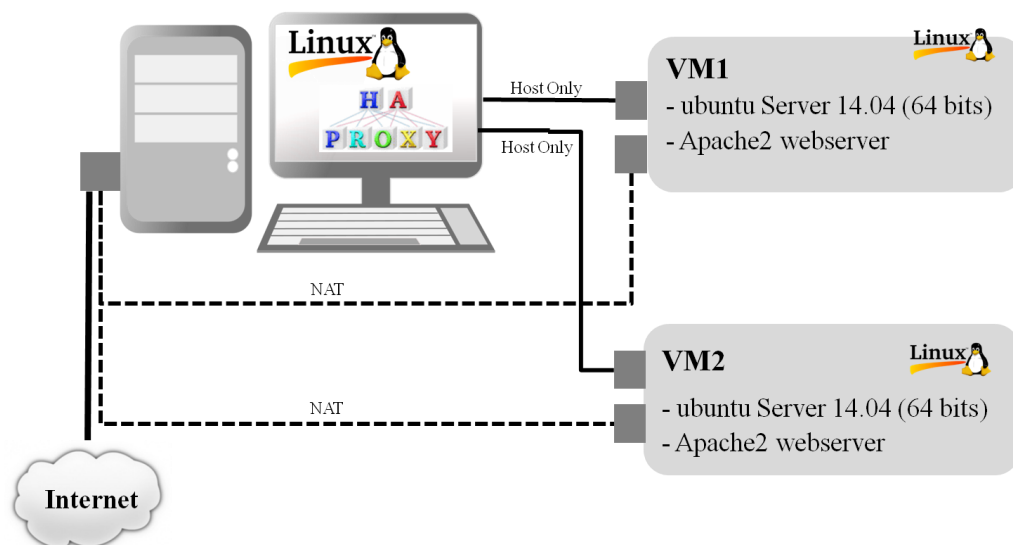 Linux
HA
PROXY
Host Only
Host Only
Linux
VM1
- ubuntu Server 14.04 (64 bits)
- Apache2 webserver
NAT
VM2
Linux
- ubuntu Server 14.04 (64 bits)
- Apache2 webserver
NAT
Internet